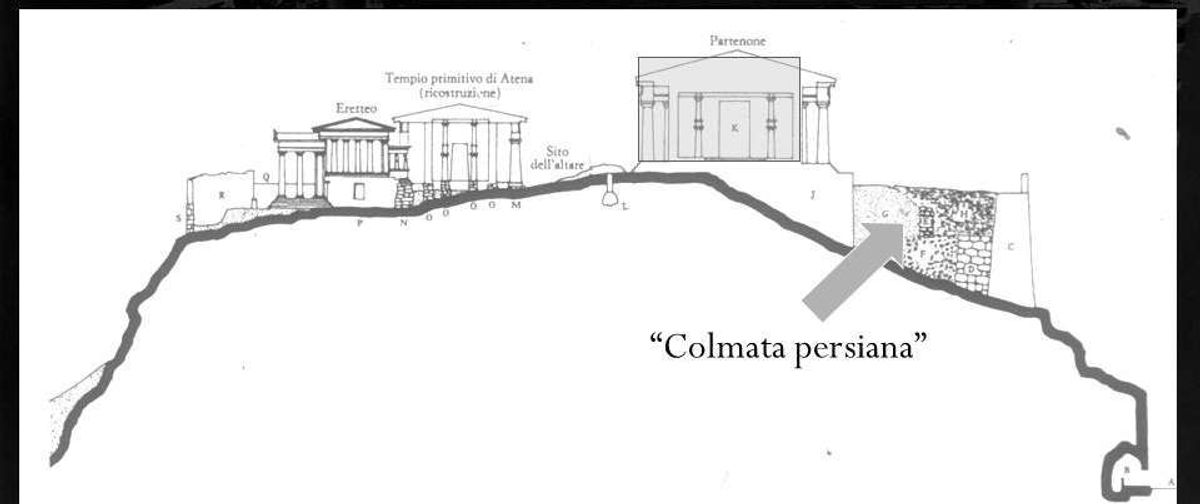 Partenone
Tempio primitivo di Atena
(ricostruzione)
Eretteo
K
Sito
dell'altare
Q
R
S
P
N
O
O
O
O
M
L
J
G
E
H
F
D
C
“Colmata persiana”
B
A